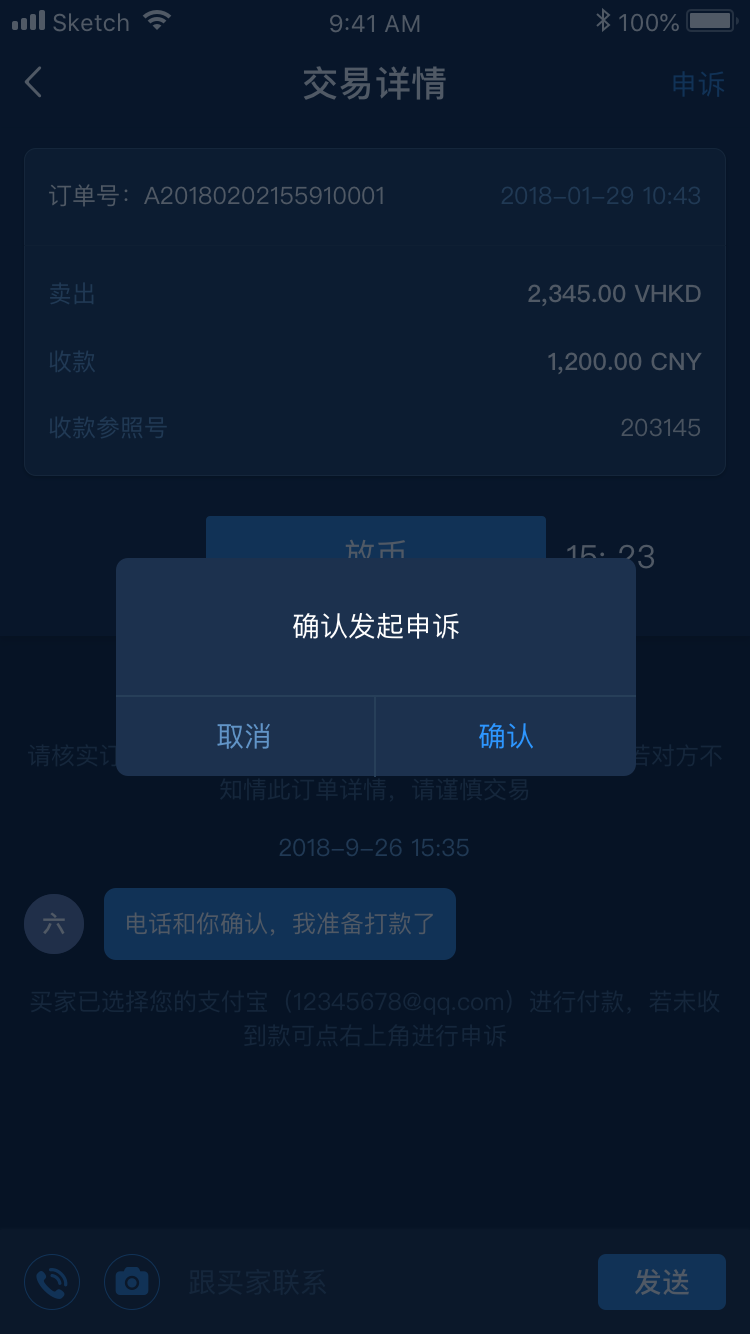 Sketch 9:41 AM 100%
交易详情 申诉
订单号：A20180202155910001 2018-01-29 10:43
卖出 2,345.00 VHKD
收款 1,200.00 CNY
收款参照号 203145
放币 15: 23
确认发起申诉
取消 确认
请核实订 若对方不
知情此订单详情，请谨慎交易
2018-9-26 15:35
六 电话和你确认，我准备打款了
买家已选择您的支付宝（12345678@qq.com）进行付款，若未收
到款可点右上角进行申诉
跟买家联系 发送